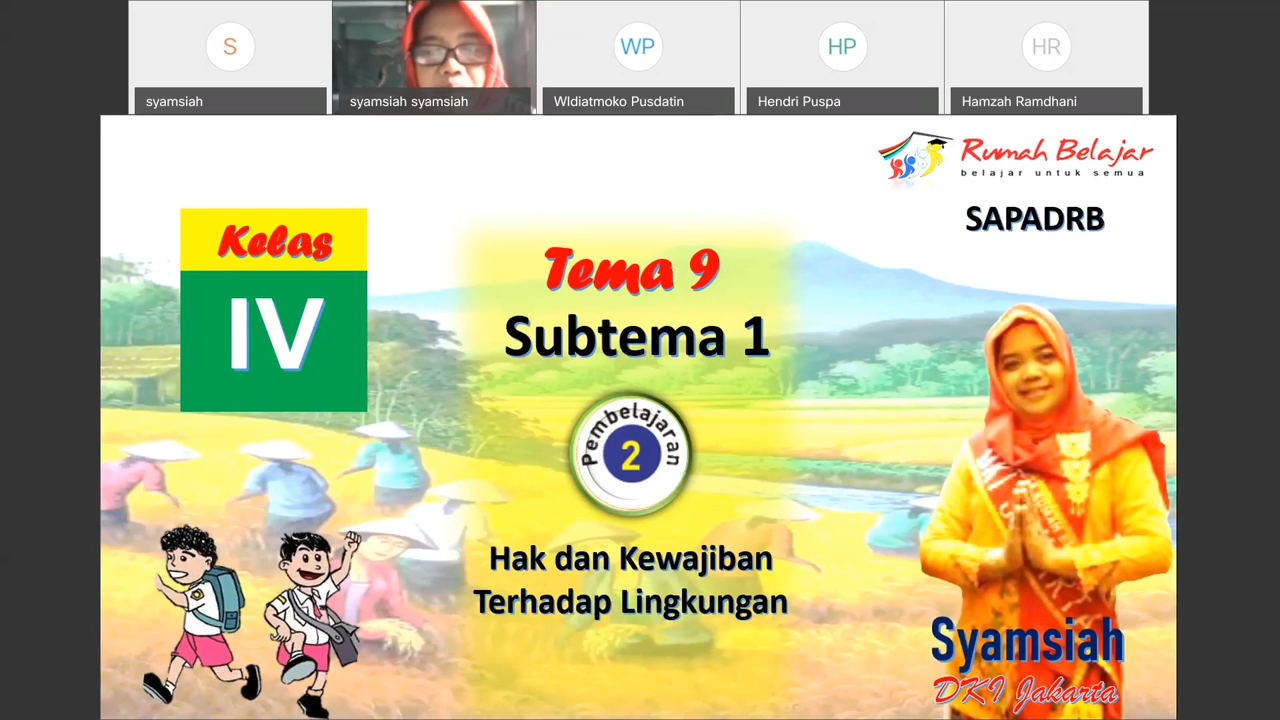 S
WP
HP
HR
syamsiah
syamsiah syamsiah
WIdiatmoko Pusdatin
Hendri Puspa
Hamzah Ramdhani
Rumah Belajar
belajar untuk semua
SAPADRB
Kelas
IV
Tema 9
Subtema 1
Pembelajaran
2
Hak dan Kewajiban
Terhadap Lingkungan
Syamsiah
DKI Jakarta